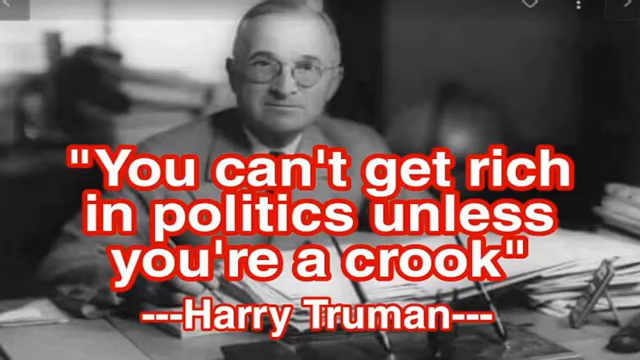 "You can't get rich
in politics unless
you're a crook"
---Harry Truman---